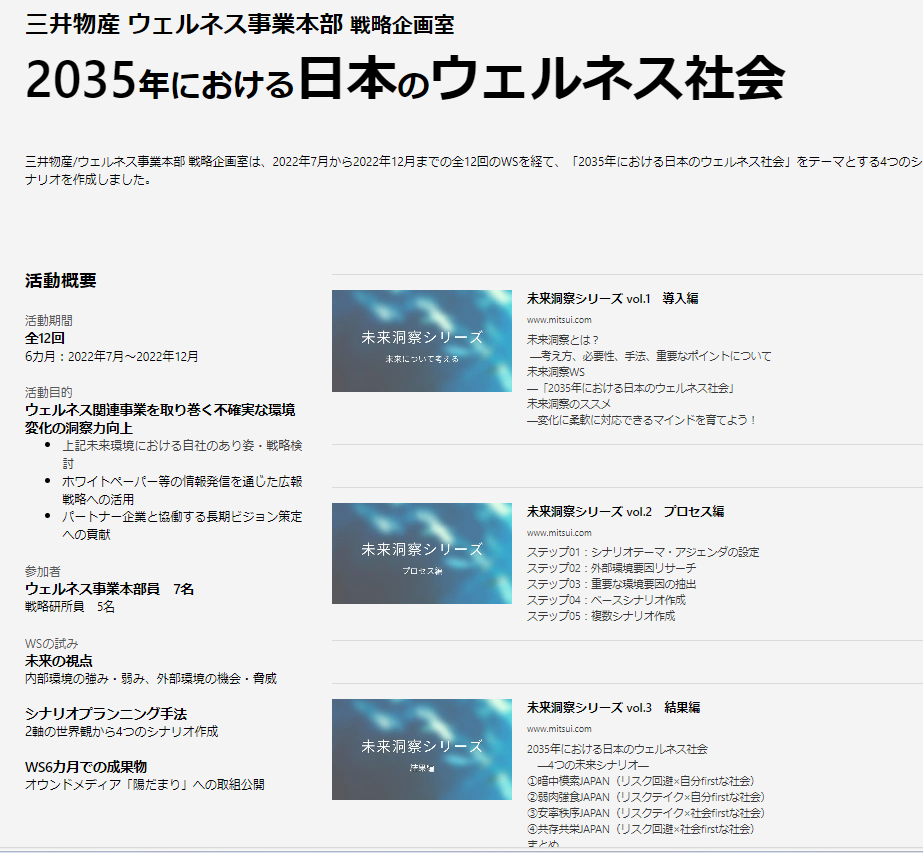 三井物産 ウェルネス事業本部 戦略企画室
2035年における日本のウェルネス社会
三井物産/ウェルネス事業本部 戦略企画室は、2022年7月から2022年12月までの全12回のWSを経て、「2035年における日本のウェルネス社会」をテーマとする4つのシ
ナリオを作成しました。
活動概要
活動期間
全12回
6カ月：2022年7月～2022年12月
活動目的
ウェルネス関連事業を取り巻く不確実な環境
変化の洞察力向上
• 上記未来環境における自社のあり姿・戦略検
討
• ホワイトペーパー等の情報発信を通じた広報
戦略への活用
• パートナー企業と協働する長期ビジョン策定
への貢献
参加者
ウェルネス事業本部員　7名
戦略研所員　5名
WSの試み
未来の視点
内部環境の強み・弱み、外部環境の機会・脅威
シナリオプランニング手法
2軸の世界観から4つのシナリオ作成
WS6カ月での成果物
オウンドメディア「陽だまり」への取組公開
未来洞察シリーズ
未来について考える
未来洞察シリーズ vol.1　導入編
www.mitsui.com
未来洞察とは？
―考え方、必要性、手法、重要なポイントについて
未来洞察WS
―「2035年における日本のウェルネス社会」
未来洞察のススメ
―変化に柔軟に対応できるマインドを育てよう！
未来洞察シリーズ
プロセス編
未来洞察シリーズ vol.2　プロセス編
www.mitsui.com
ステップ01：シナリオテーマ・アジェンダの設定
ステップ02：外部環境要因リサーチ
ステップ03：重要な環境要因の抽出
ステップ04：ベースシナリオ作成
ステップ05：複数シナリオ作成
未来洞察シリーズ
結果編
未来洞察シリーズ vol.3　結果編
www.mitsui.com
2035年における日本のウェルネス社会
―4つの未来シナリオ―
①暗中模索JAPAN（リスク回避×自分firstな社会）
②弱肉強食JAPAN（リスクテイク×自分firstな社会）
③安寧秩序JAPAN（リスクテイク×社会firstな社会）
④共存共栄JAPAN（リスク回避×社会firstな社会）
まとめ